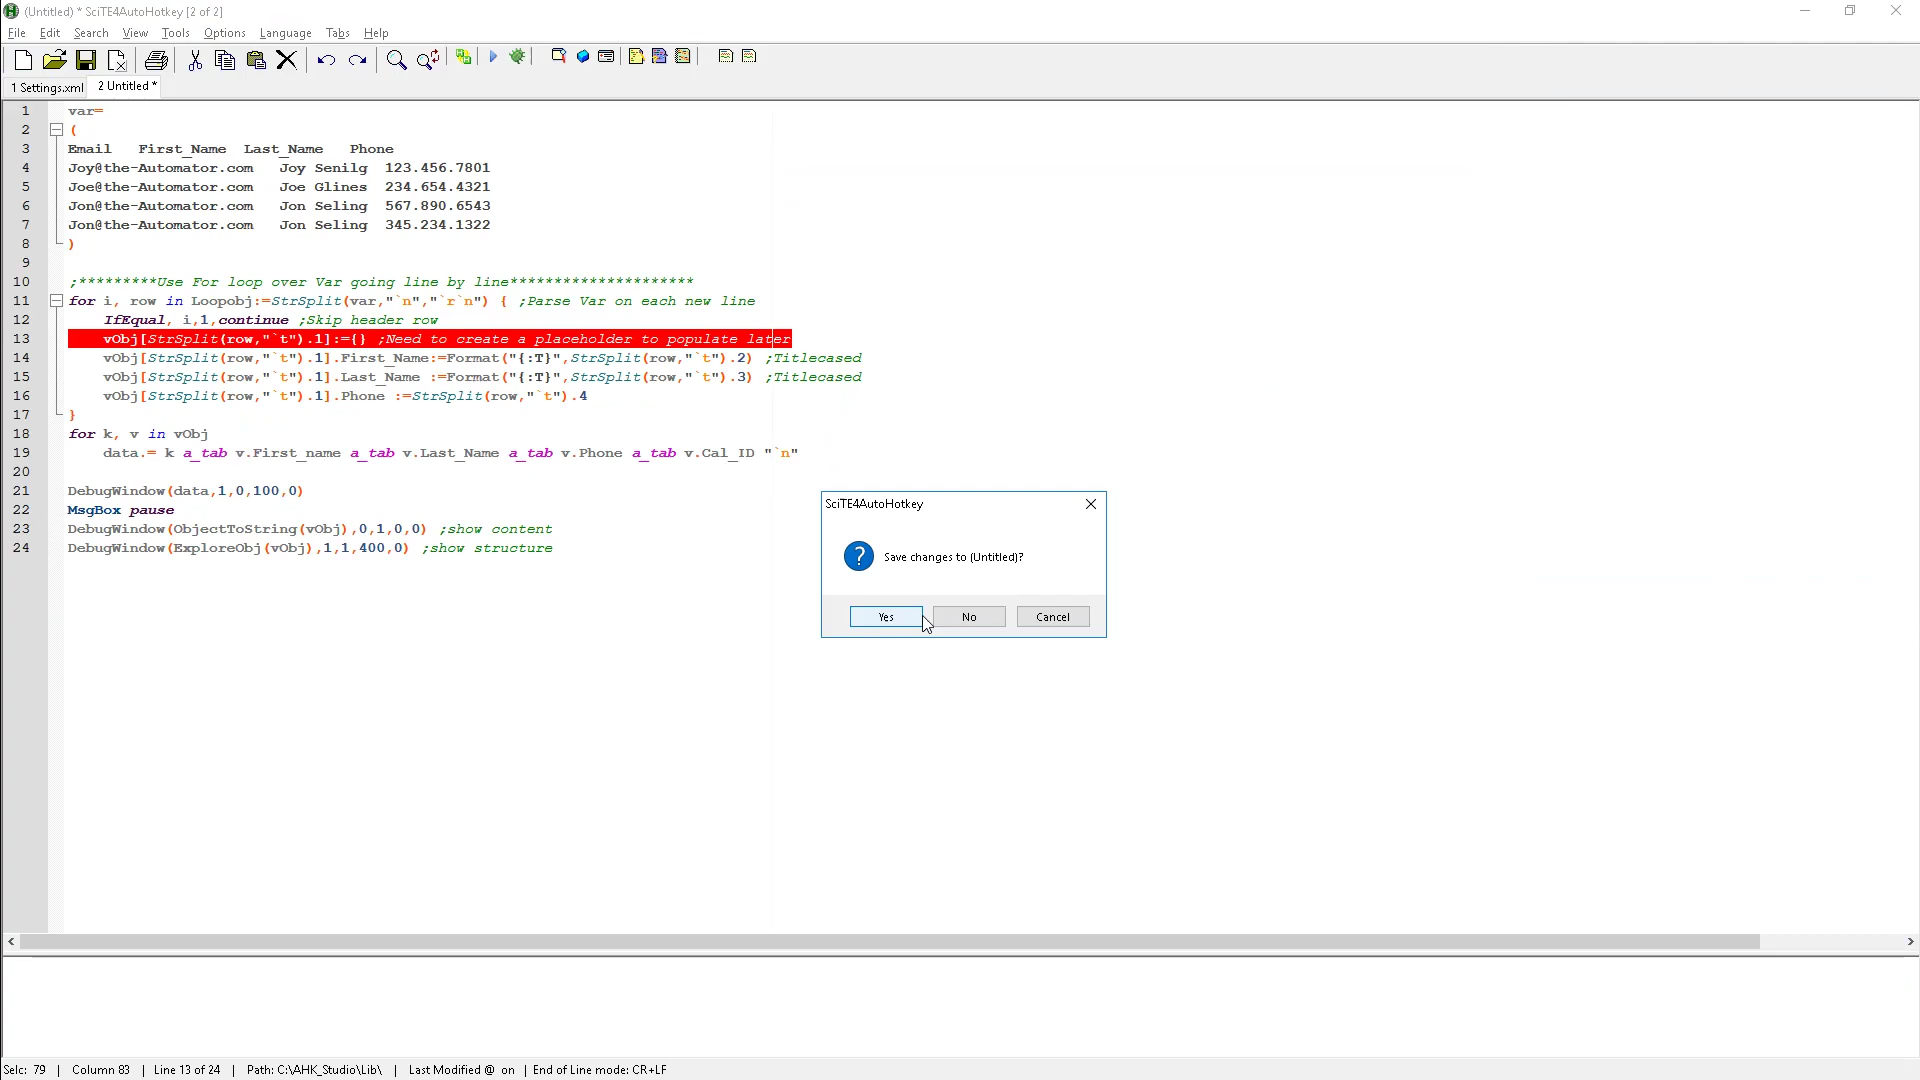 (Untitled) * SciTE4AutoHotkey [2 of 2]
File Edit Search View Tools Options Language Tabs Help
1 Settings.xml 2 Untitled *
1 var=
2 (
3 Email First_Name Last_Name Phone
4 Joy@the-Automator.com Joy Senilg 123.456.7801
5 Joe@the-Automator.com Joe Glines 234.654.4321
6 Jon@the-Automator.com Jon Seling 567.890.6543
7 Jon@the-Automator.com Jon Seling 345.234.1322
8 )
9
10 ;*********Use For loop over Var going line by line*********************
11 for i, row in Loopobj:=StrSplit(var,"`n","`r`n") { ;Parse Var on each new line
12 IfEqual, i,1,continue ;Skip header row
13 vObj[StrSplit(row,"`t").1]:={} ;Need to create a placeholder to populate later
14 vObj[StrSplit(row,"`t").1].First_Name:=Format("{:T}",StrSplit(row,"`t").2) ;Titlecased
15 vObj[StrSplit(row,"`t").1].Last_Name :=Format("{:T}",StrSplit(row,"`t").3) ;Titlecased
16 vObj[StrSplit(row,"`t").1].Phone :=StrSplit(row,"`t").4
17 }
18 for k, v in vObj
19 data.= k a_tab v.First_name a_tab v.Last_Name a_tab v.Phone a_tab v.Cal_ID "`n"
20
21 DebugWindow(data,1,0,100,0)
22 MsgBox pause
23 DebugWindow(ObjectToString(vObj),0,1,0,0) ;show content
24 DebugWindow(ExploreObj(vObj),1,1,400,0) ;show structure
SciTE4AutoHotkey
Save changes to (Untitled)?
Yes No Cancel
Selc: 79 | Column 83 | Line 13 of 24 | Path: C:\AHK_Studio\Lib\ | Last Modified @ on | End of Line mode: CR+LF